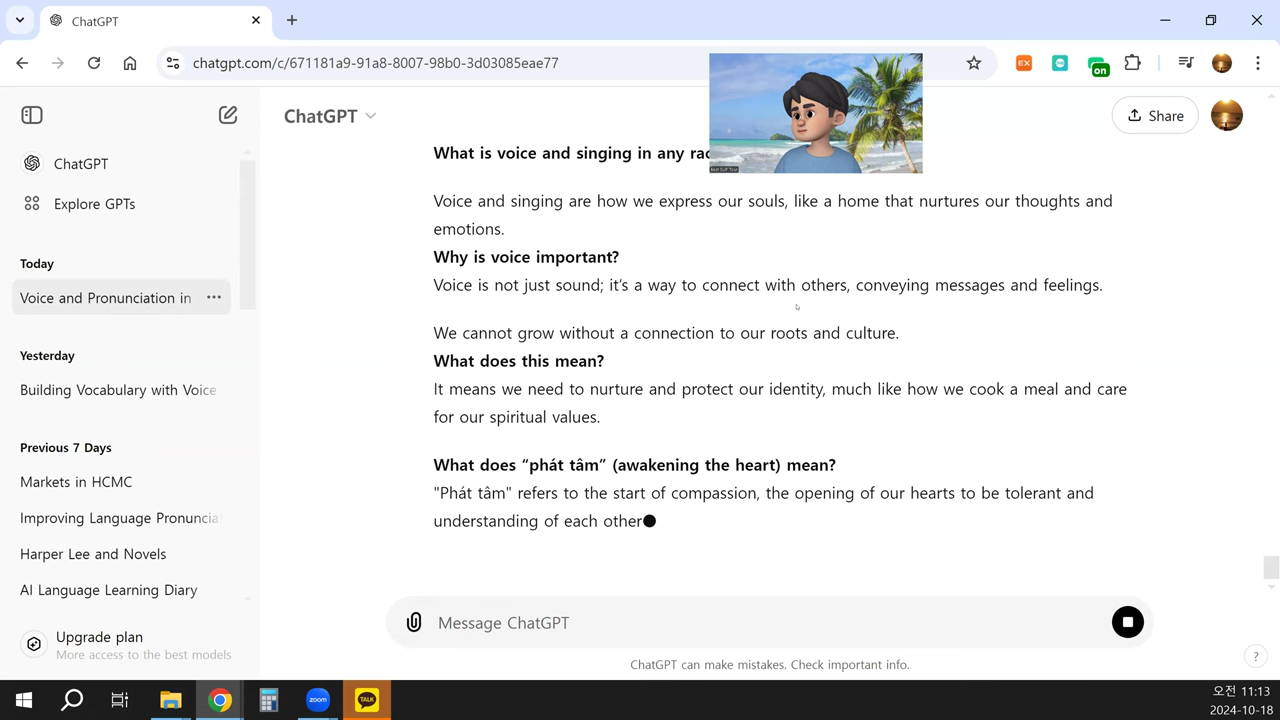 ChatGPT
chatgpt.com/c/671181a9-91a8-8007-98b0-3d03085eae77
EX
on
ChatGPT
Share
ChatGPT
Explore GPTs
Today
Voice and Pronunciation in
Yesterday
Building Vocabulary with Voice
Previous 7 Days
Markets in HCMC
Improving Language Pronuncia
Harper Lee and Novels
AI Language Learning Diary
Upgrade plan
More access to the best models
What is voice and singing in any
Voice and singing are how we express our souls, like a home that nurtures our thoughts and
emotions.
Why is voice important?
Voice is not just sound; it's a way to connect with others, conveying messages and feelings.
We cannot grow without a connection to our roots and culture.
What does this mean?
It means we need to nurture and protect our identity, much like how we cook a meal and care
for our spiritual values.
What does “phát tâm” (awakening the heart) mean?
"Phát tâm" refers to the start of compassion, the opening of our hearts to be tolerant and
understanding of each other
Message ChatGPT
ChatGPT can make mistakes. Check important info.
?
zoom
TALK
오전 11:13
2024-10-18